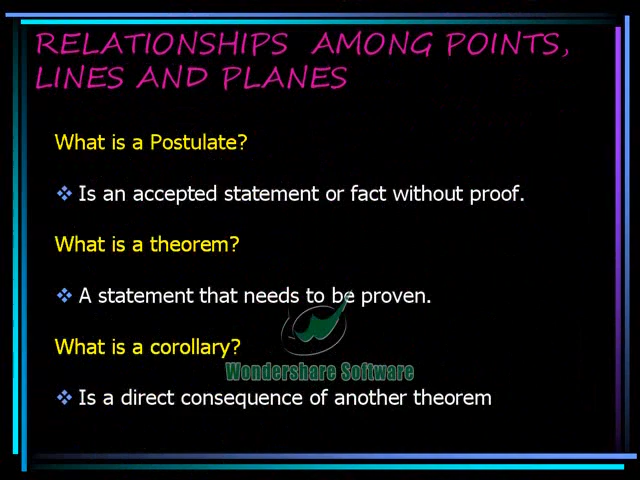 RELATIONSHIPS AMONG POINTS,
LINES AND PLANES
What is a Postulate?
Is an accepted statement or fact without proof.
What is a theorem?
A statement that needs to be proven.
What is a corollary?
Wondershare Software
Is a direct consequence of another theorem